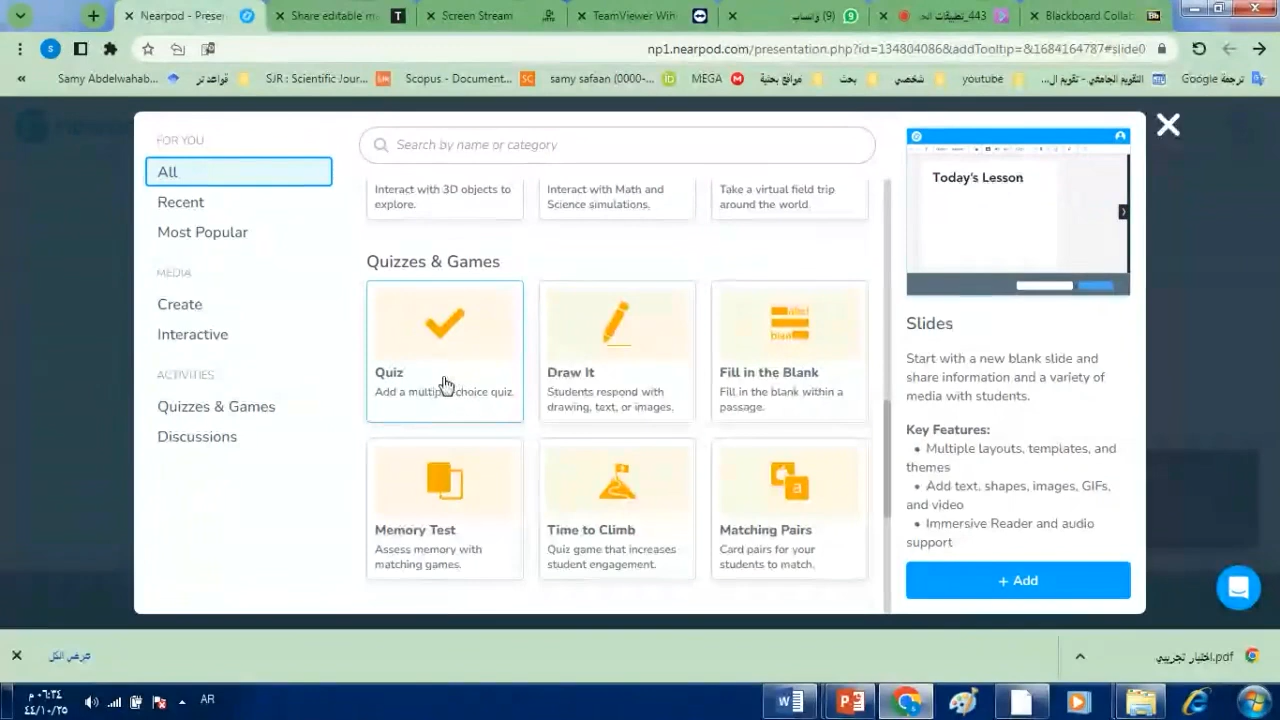 Nearpod - Presen
Share editable m
Screen Stream
TeamViewer Win
(9) واتساب
443_تطبيقات الح
Blackboard Collab
np1.nearpod.com/presentation.php?id=134804086&addTooltip=&1684164787#slide0
Samy Abdelwahab...
قواعد تر
SJR : Scientific Jour...
Scopus - Document...
samy safaan (0000-...
MEGA
مواقع بحثية
بحث
شخصي
youtube
التقويم الجامعي - تقويم ال...
ترجمة Google
FOR YOU
All
Recent
Most Popular
MEDIA
Create
Interactive
ACTIVITIES
Quizzes & Games
Discussions
Search by name or category
Interact with 3D objects to
explore.
Interact with Math and
Science simulations.
Take a virtual field trip
around the world.
Quizzes & Games
Quiz
Add a multiple choice quiz.
Draw It
Students respond with
drawing, text, or images.
Fill in the Blank
Fill in the blank within a
passage.
Memory Test
Assess memory with
matching games.
Time to Climb
Quiz game that increases
student engagement.
Matching Pairs
Card pairs for your
students to match.
Today's Lesson
Slides
Start with a new blank slide and
share information and a variety of
media with students.
Key Features:
• Multiple layouts, templates, and
themes
• Add text, shapes, images, GIFs,
and video
• Immersive Reader and audio
support
+ Add
عرض الكل
اختبار تجريبي.pdf
AR
٠٦:٣٤ م
٤٤/١٠/٢٥